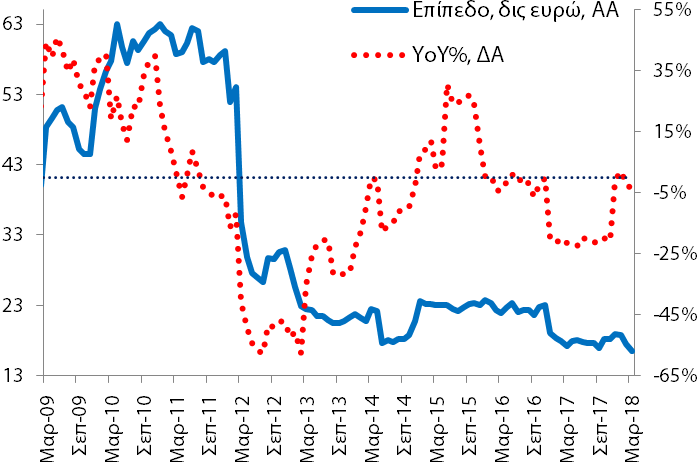 Επίπεδο, δις ευρώ, ΑΑ
YoY%, ΔΑ
63
53
43
33
23
13
55%
35%
15%
-5%
-25%
-45%
-65%
Μαρ-09
Σεπ-09
Μαρ-10
Σεπ-10
Μαρ-11
Σεπ-11
Μαρ-12
Σεπ-12
Μαρ-13
Σεπ-13
Μαρ-14
Σεπ-14
Μαρ-15
Σεπ-15
Μαρ-16
Σεπ-16
Μαρ-17
Σεπ-17
Μαρ-18